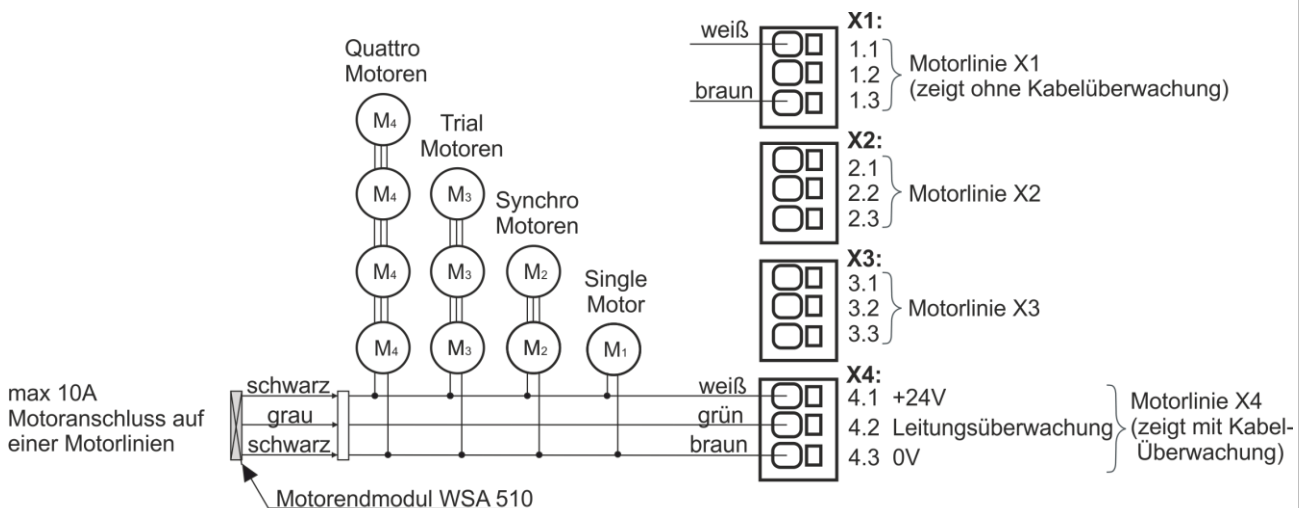 Quattro
Motoren
M4
M4
M4
M4
Trial
Motoren
M3
M3
M3
Synchro
Motoren
M2
M2
Single
Motor
M1
weiß
braun
X1:
1.1
1.2
1.3
Motorlinie X1
(zeigt ohne Kabelüberwachung)
X2:
2.1
2.2
2.3
Motorlinie X2
X3:
3.1
3.2
3.3
Motorlinie X3
max 10A
Motoranschluss auf
einer Motorlinien
schwarz
grau
schwarz
Motorendmodul WSA 510
weiß
grün
braun
X4:
4.1 +24V
4.2 Leitungsüberwachung
4.3 0V
Motorlinie X4
(zeigt mit Kabel-
Überwachung)